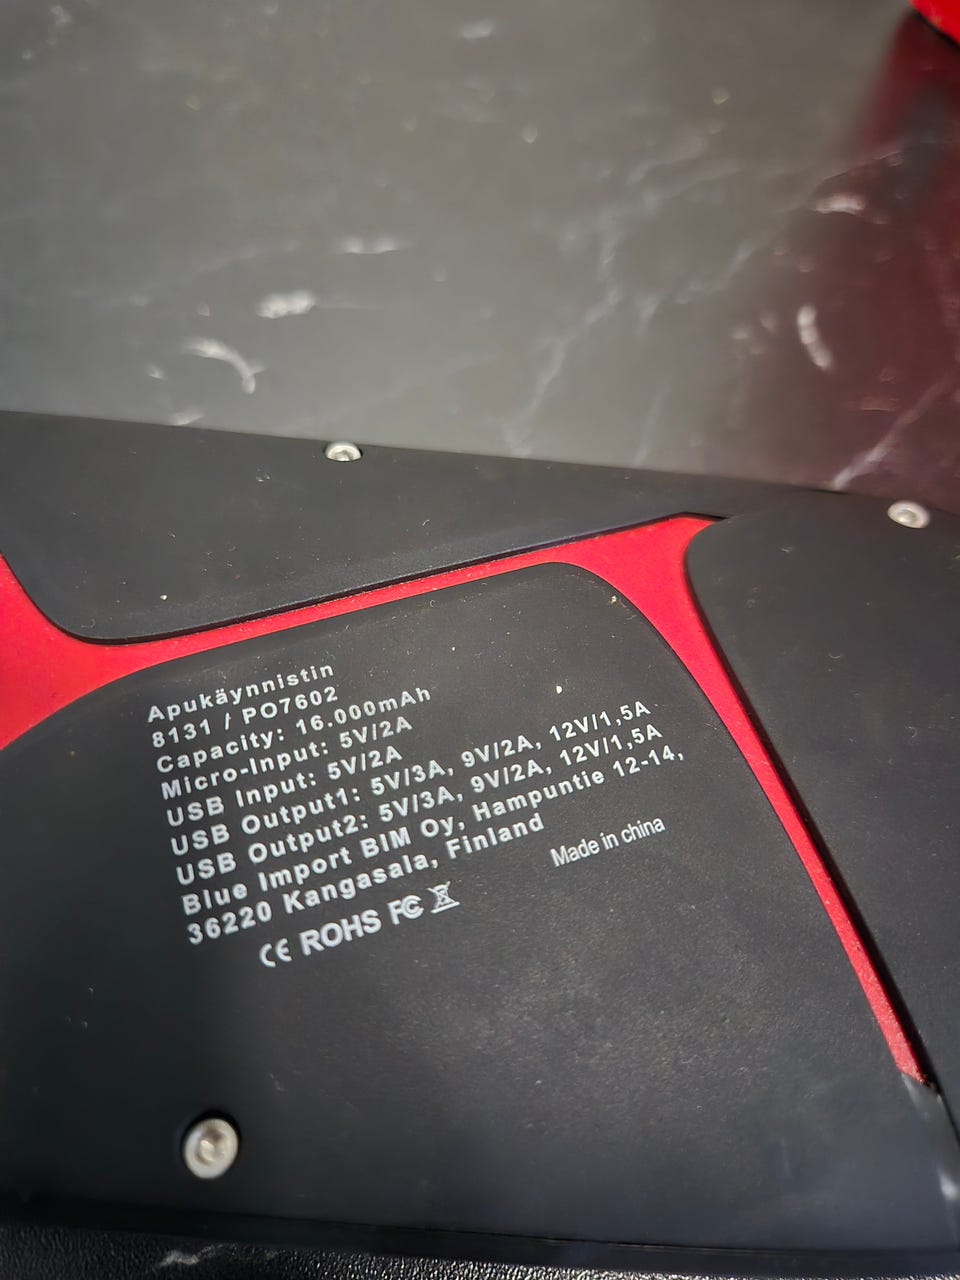 Apukäynnistin
8131 / PO7602
Capacity: 16.000mAh
Micro-Input: 5V/2A
USB Input: 5V/2A
USB Output1: 5V/3A, 9V/2A, 12V/1,5A
USB Output2: 5V/3A, 9V/2A, 12V/1,5A
Blue Import BIM Oy, Hampuntie 12-14,
36220 Kangasala, Finland
Made in china
CE ROHS FC